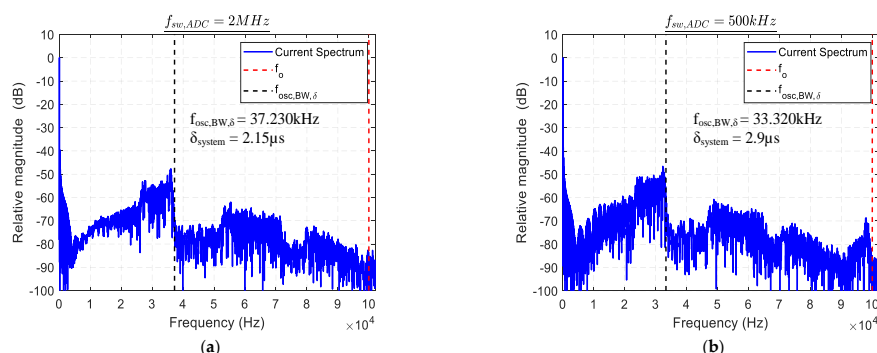 f_sw,ADC = 2MHz
10
0
-10
-20
-30
-40
-50
-60
-70
-80
-90
-100
Relative magnitude (dB)
Current Spectrum
f_o
f_osc,BW,δ
f_osc,BW,δ = 37.230kHz
δ_system = 2.15µs
0 1 2 3 4 5 6 7 8 9 10
Frequency (Hz)
×10^4
(a)
f_sw,ADC = 500kHz
10
0
-10
-20
-30
-40
-50
-60
-70
-80
-90
-100
Relative magnitude (dB)
Current Spectrum
f_o
f_osc,BW,δ
f_osc,BW,δ = 33.320kHz
δ_system = 2.9µs
0 1 2 3 4 5 6 7 8 9 10
Frequency (Hz)
×10^4
(b)